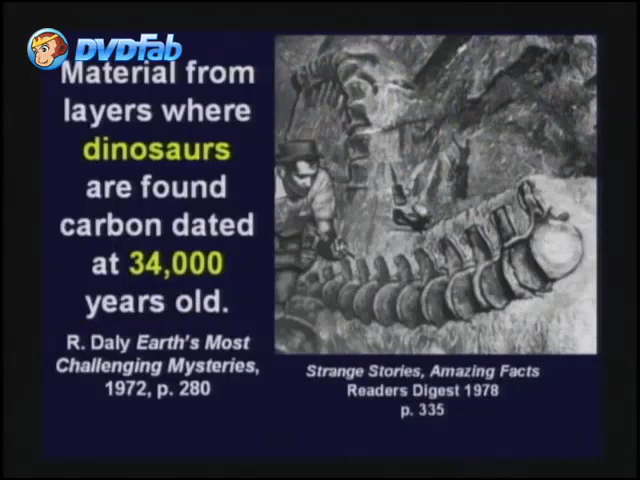 DVDFab
Material from
layers where
dinosaurs
are found
carbon dated
at 34,000
years old.
R. Daly Earth's Most
Challenging Mysteries,
1972, p. 280
Strange Stories, Amazing Facts
Readers Digest 1978
p. 335